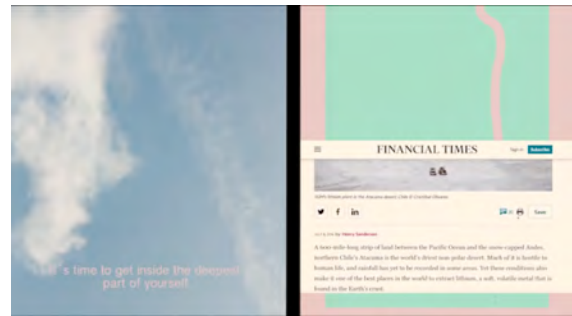 's time to get inside the deepest
part of yourself.
FINANCIAL TIMES
Sign In
Subscribe
Save
by Henry Sanderson
A 1000-mile-long strip of land between the Pacific Ocean and the snow-capped Andes,
northern Chile's Atacama is the world's driest non-polar desert. Much of it is hostile to
human life, and rainfall has yet to be recorded in some areas. Yet these conditions also
make it one of the best places in the world to extract lithium, a soft, volatile metal that is
found in the Earth's crust.